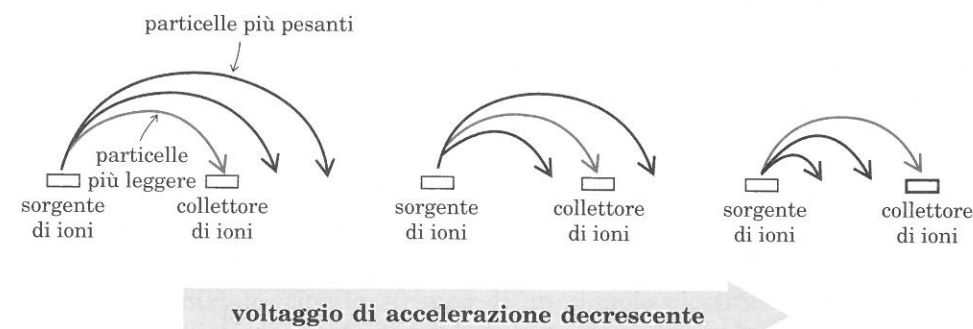 particelle più pesanti
particelle
più leggere
sorgente
di ioni
collettore
di ioni
sorgente
di ioni
collettore
di ioni
sorgente
di ioni
collettore
di ioni
voltaggio di accelerazione decrescente